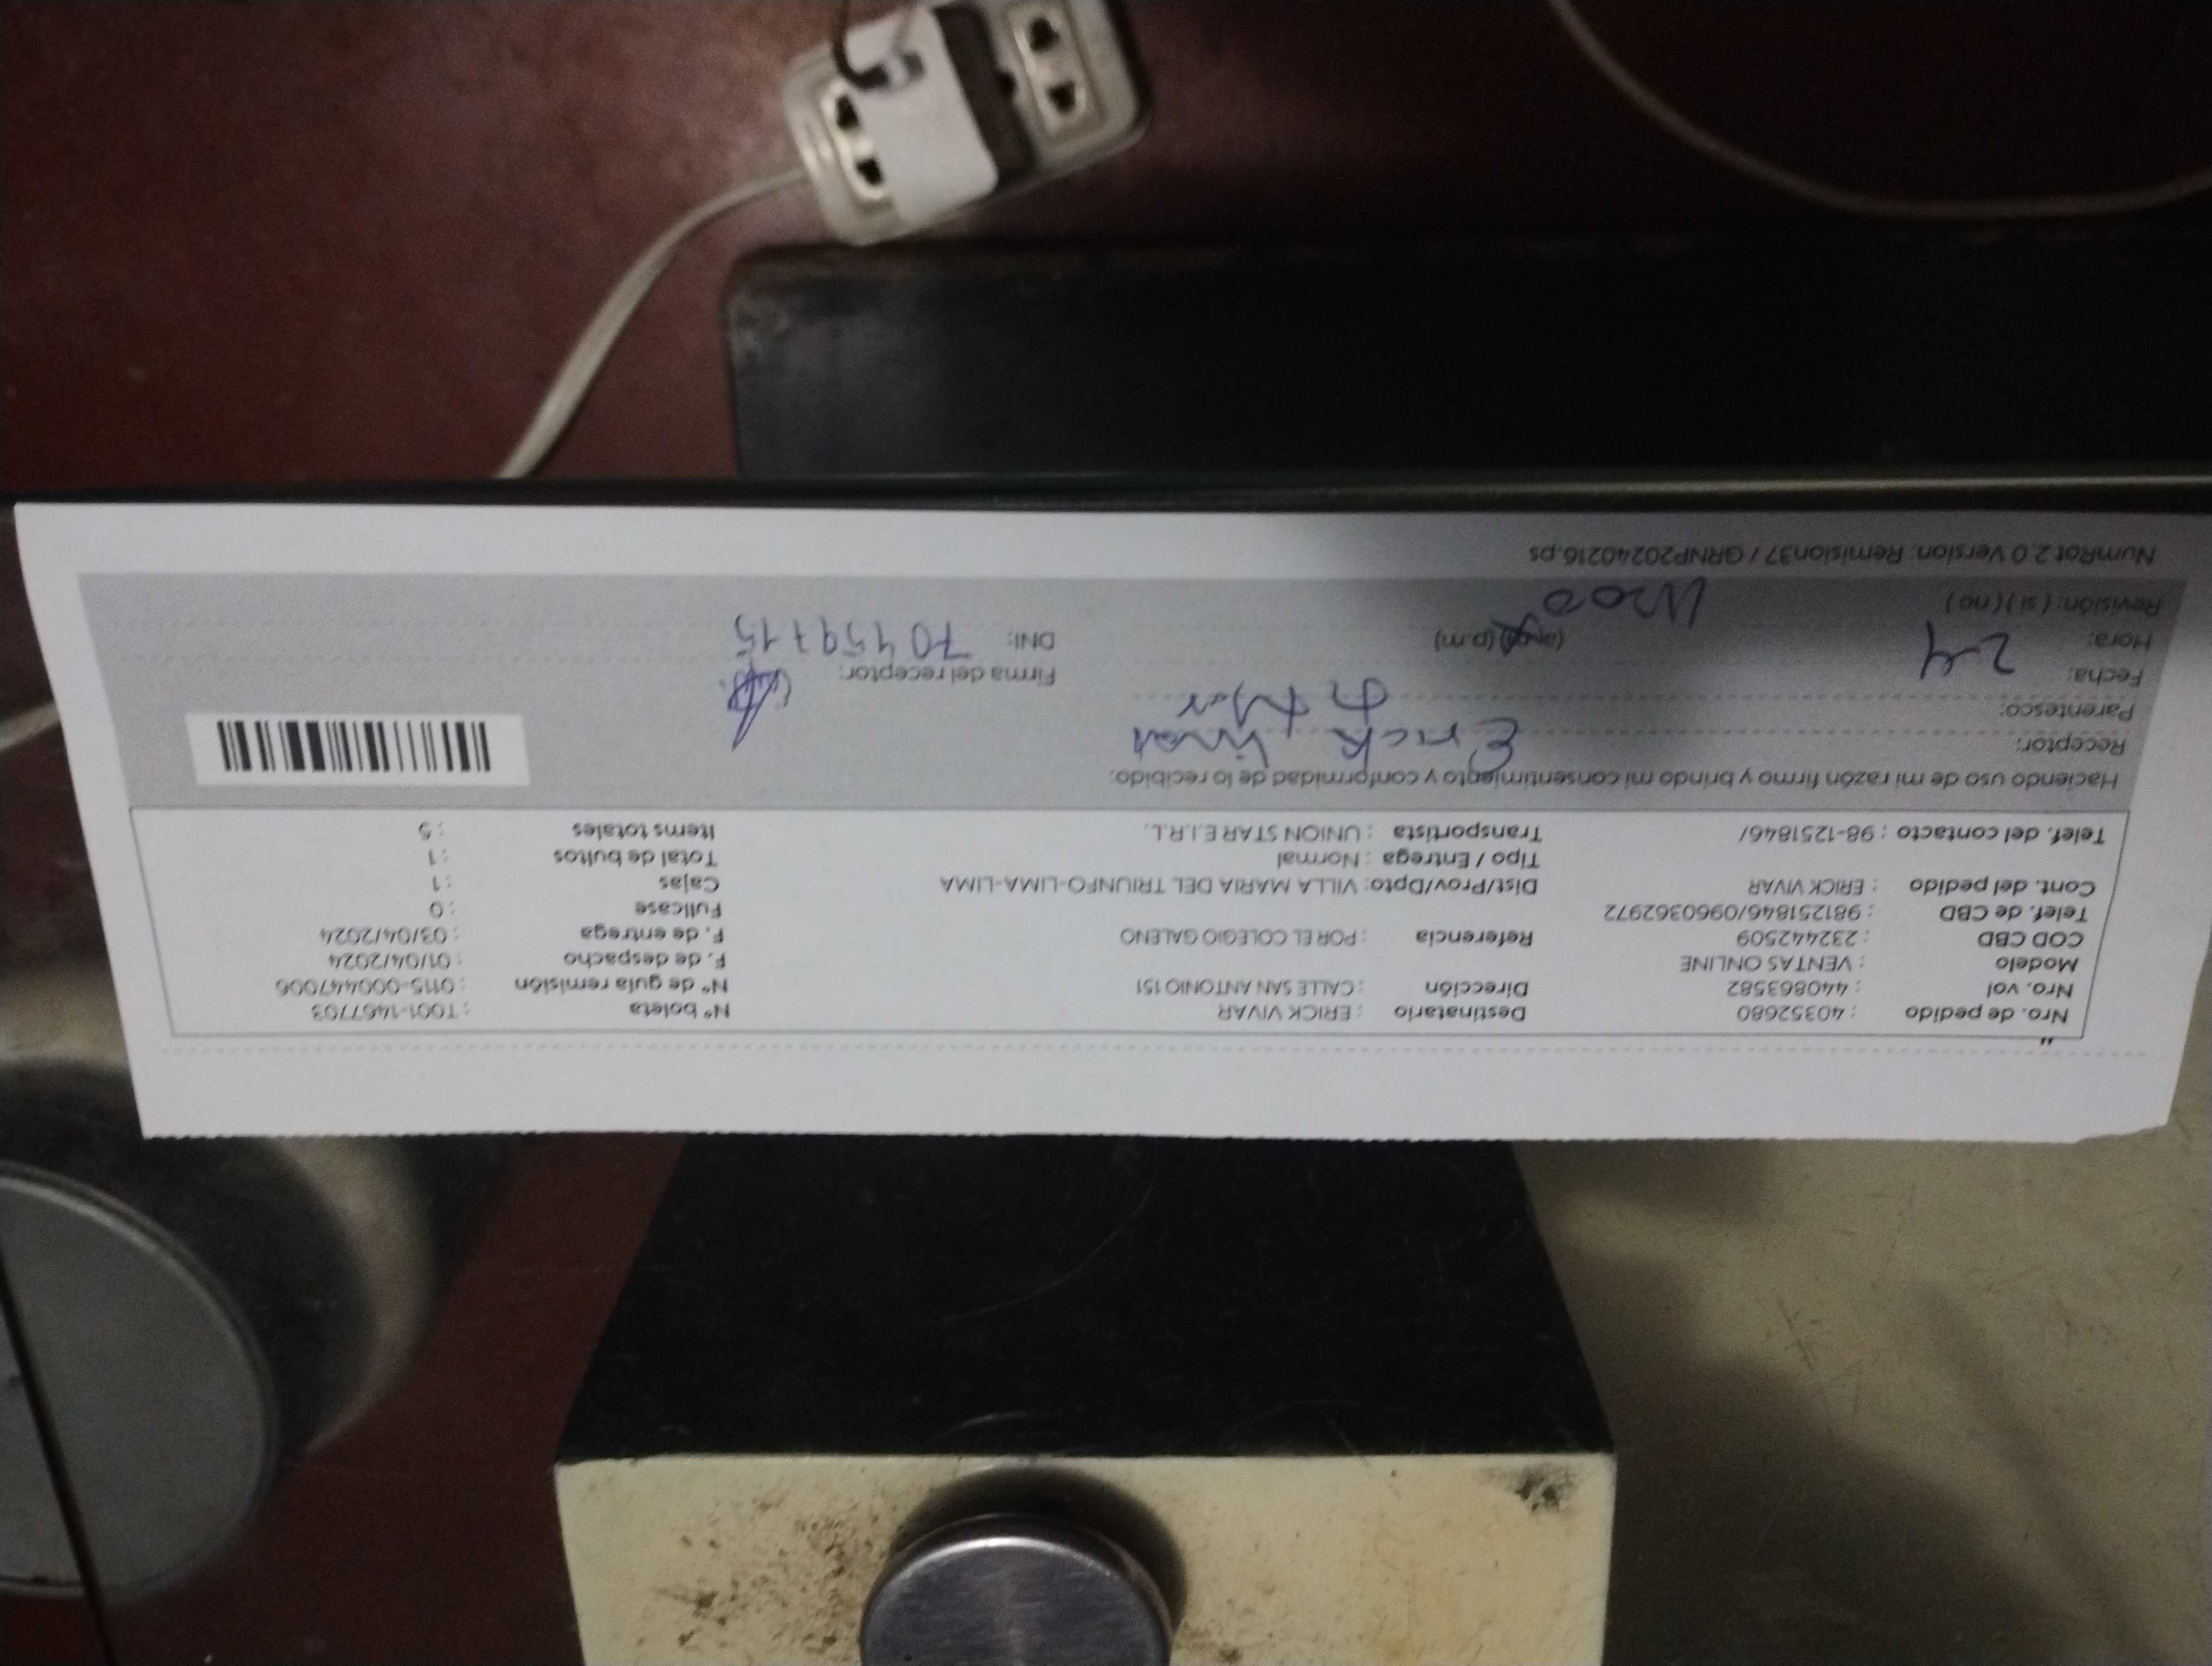 "
Nro. de pedido : 40352680 Destinatario : ERICK VIVAR Nº boleta : T001-1467703
Nro. vol : 440863582 Dirección : CALLE SAN ANTONIO 151 Nº de guía remisión : 0115-000447006
Modelo : VENTAS ONLINE F. de despacho : 01/04/2024
COD CBD : 232442509 Referencia : POR EL COLEGIO GALENO F. de entrega : 03/04/2024
Telef. de CBD : 981251846/0960362972 Fullcase : 0
Cont. del pedido : ERICK VIVAR Dist/Prov/Dpto: VILLA MARIA DEL TRIUNFO-LIMA-LIMA Cajas : 1
Tipo / Entrega : Normal Total de bultos : 1
Telef. del contacto : 98-1251846/ Transportista : UNION STAR E.I.R.L. Items totales : 5
Haciendo uso de mi razón firmo y brindo mi consentimiento y conformidad de lo recibido:
Receptor: Erick Vivar
Parentesco:
Fecha: 2-4 Firma del receptor:
Hora: (a.m) (p.m) DNI: 70459715
Revisión: ( si ) ( no )
NumRot 2.0 Version: Remision37 / GRNP20240216.ps